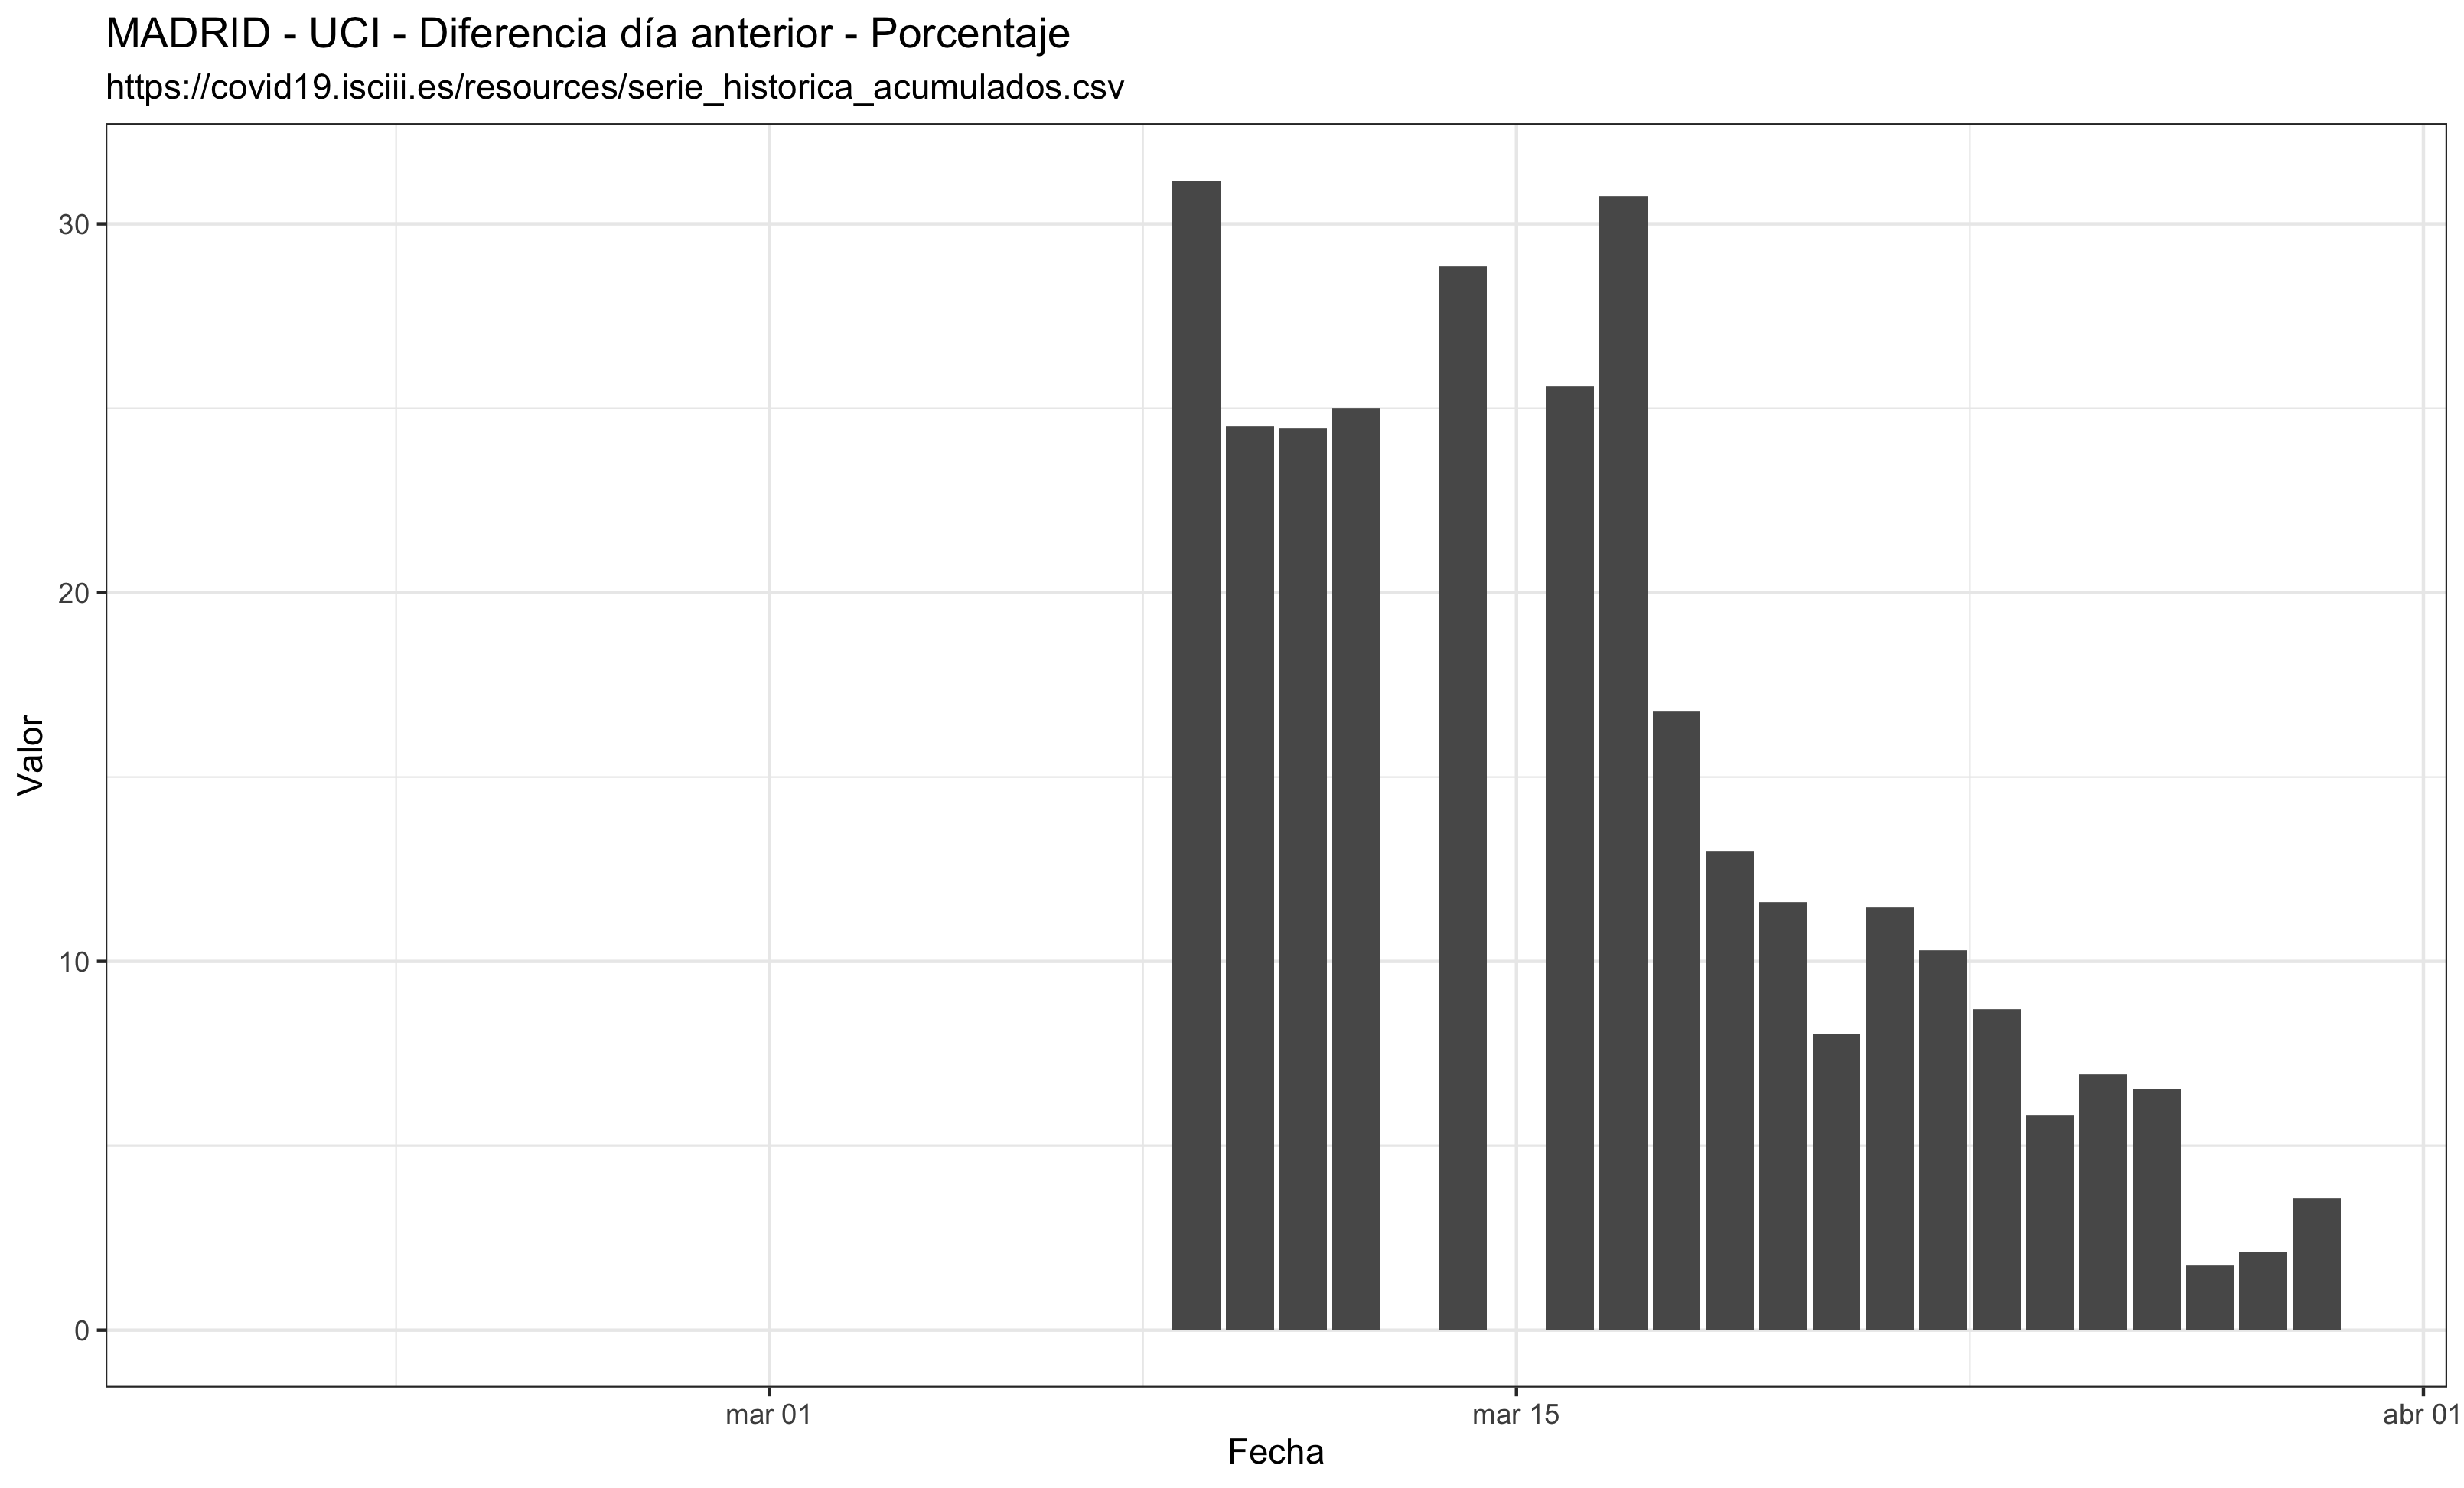 MADRID - UCI - Diferencia día anterior - Porcentaje
https://covid19.isciii.es/resources/serie_historica_acumulados.csv
30
20
10
0
Valor
mar 01
mar 15
abr 01
Fecha